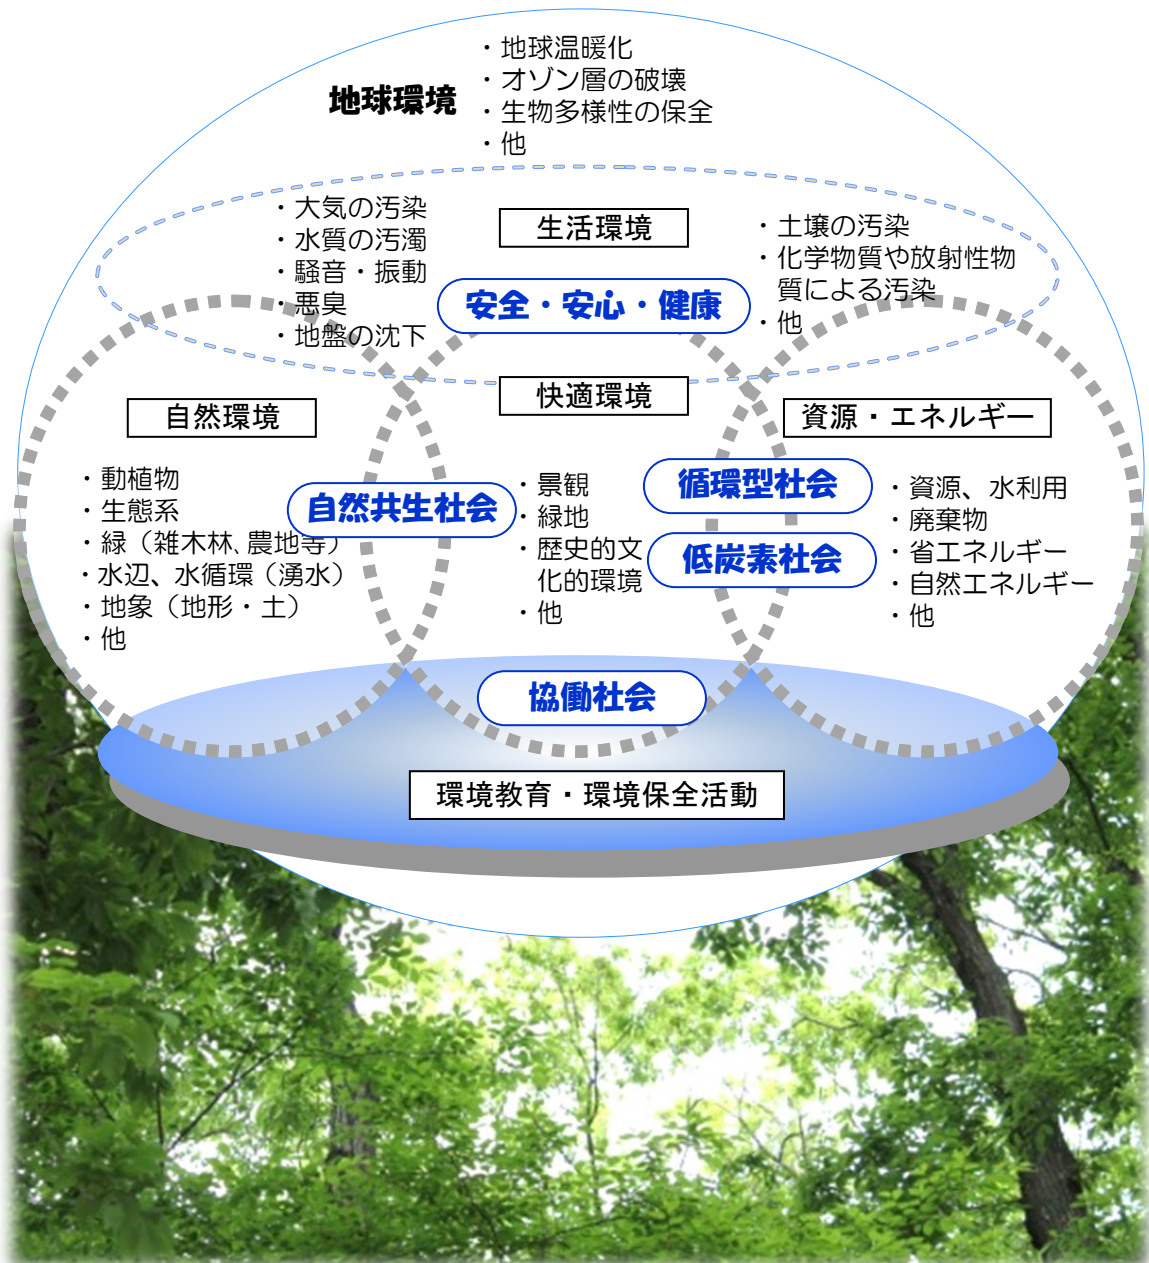 地球環境
・地球温暖化
・オゾン層の破壊
・生物多様性の保全
・他
・大気の汚染
・水質の汚濁
・騒音・振動
・悪臭
・地盤の沈下
生活環境
安全・安心・健康
・土壌の汚染
・化学物質や放射性物
質による汚染
・他
自然環境
・動植物
・生態系
・緑（雑木林、農地等）
・水辺、水循環（湧水）
・地象（地形・土）
・他
自然共生社会
快適環境
・景観
・緑地
・歴史的文
化的環境
・他
循環型社会
低炭素社会
資源・エネルギー
・資源、水利用
・廃棄物
・省エネルギー
・自然エネルギー
・他
協働社会
環境教育・環境保全活動